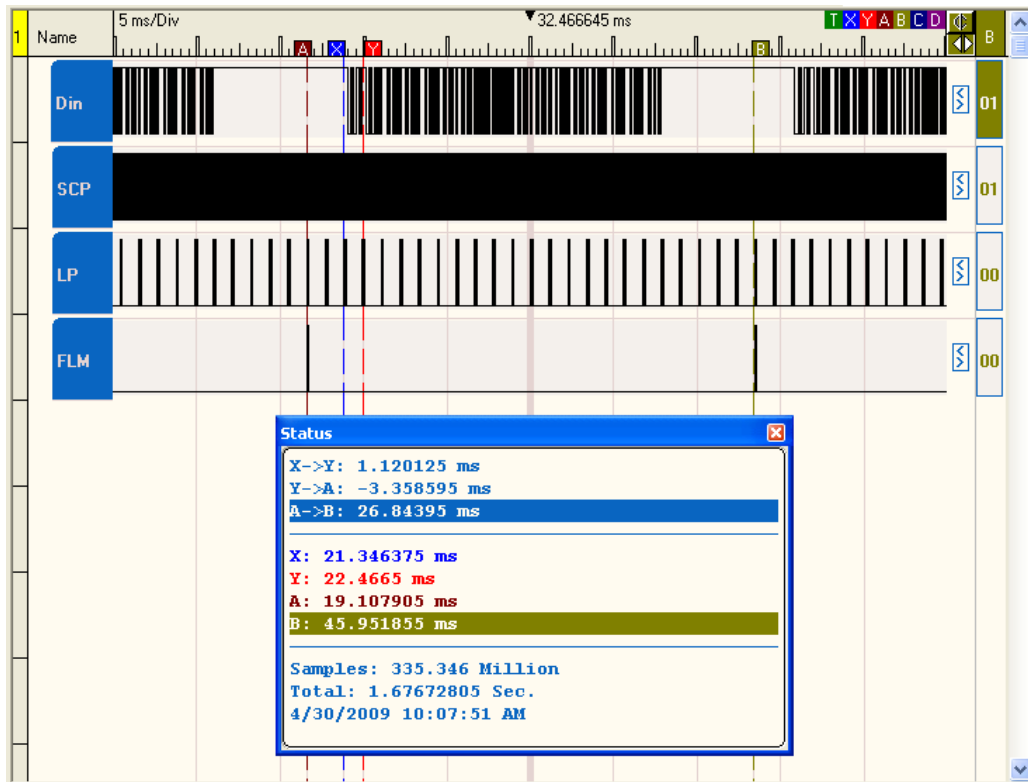 1 Name 5 ms/Div 32.466645 ms T X Y A B C D ₵ B
A X Y B
Din 01
SCP 01
LP 00
FLM 00
Status
X->Y: 1.120125 ms
Y->A: -3.358595 ms
A->B: 26.84395 ms
X: 21.346375 ms
Y: 22.4665 ms
A: 19.107905 ms
B: 45.951855 ms
Samples: 335.346 Million
Total: 1.67672805 Sec.
4/30/2009 10:07:51 AM